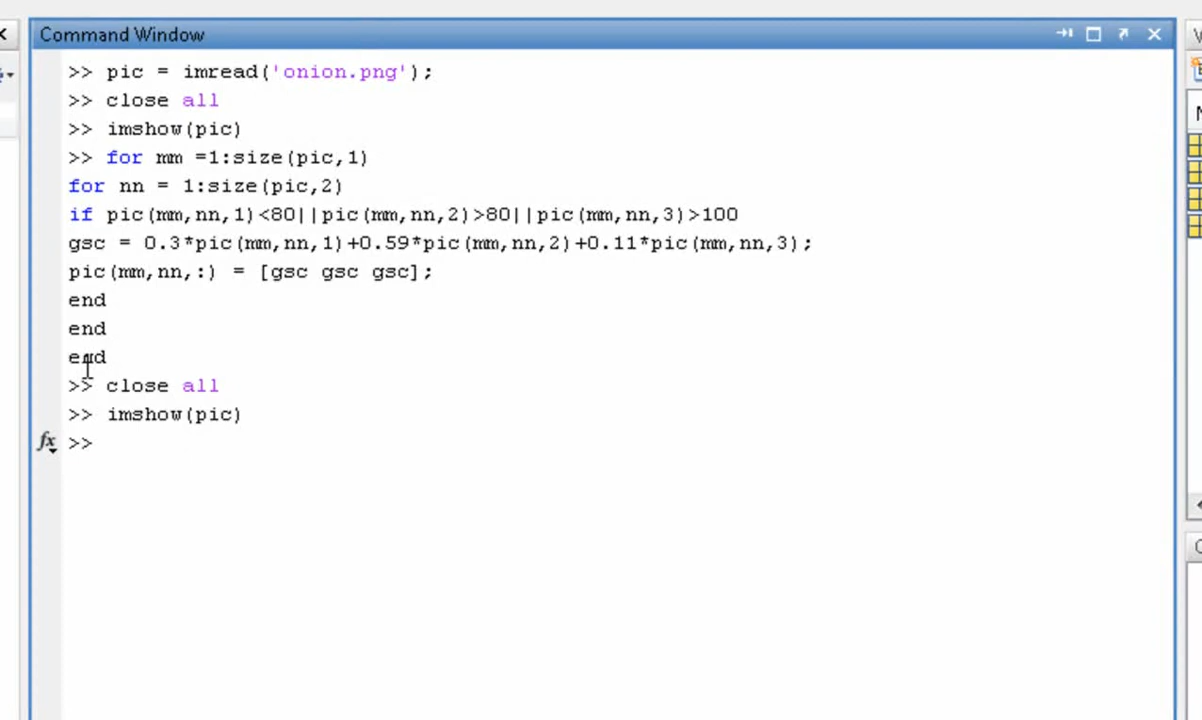 Command Window
>> pic = imread('onion.png');
>> close all
>> imshow(pic)
>> for mm =1:size(pic,1)
for nn = 1:size(pic,2)
if pic(mm,nn,1)<80||pic(mm,nn,2)>80||pic(mm,nn,3)>100
gsc = 0.3*pic(mm,nn,1)+0.59*pic(mm,nn,2)+0.11*pic(mm,nn,3);
pic(mm,nn,:) = [gsc gsc gsc];
end
end
end
>> close all
>> imshow(pic)
fx >>